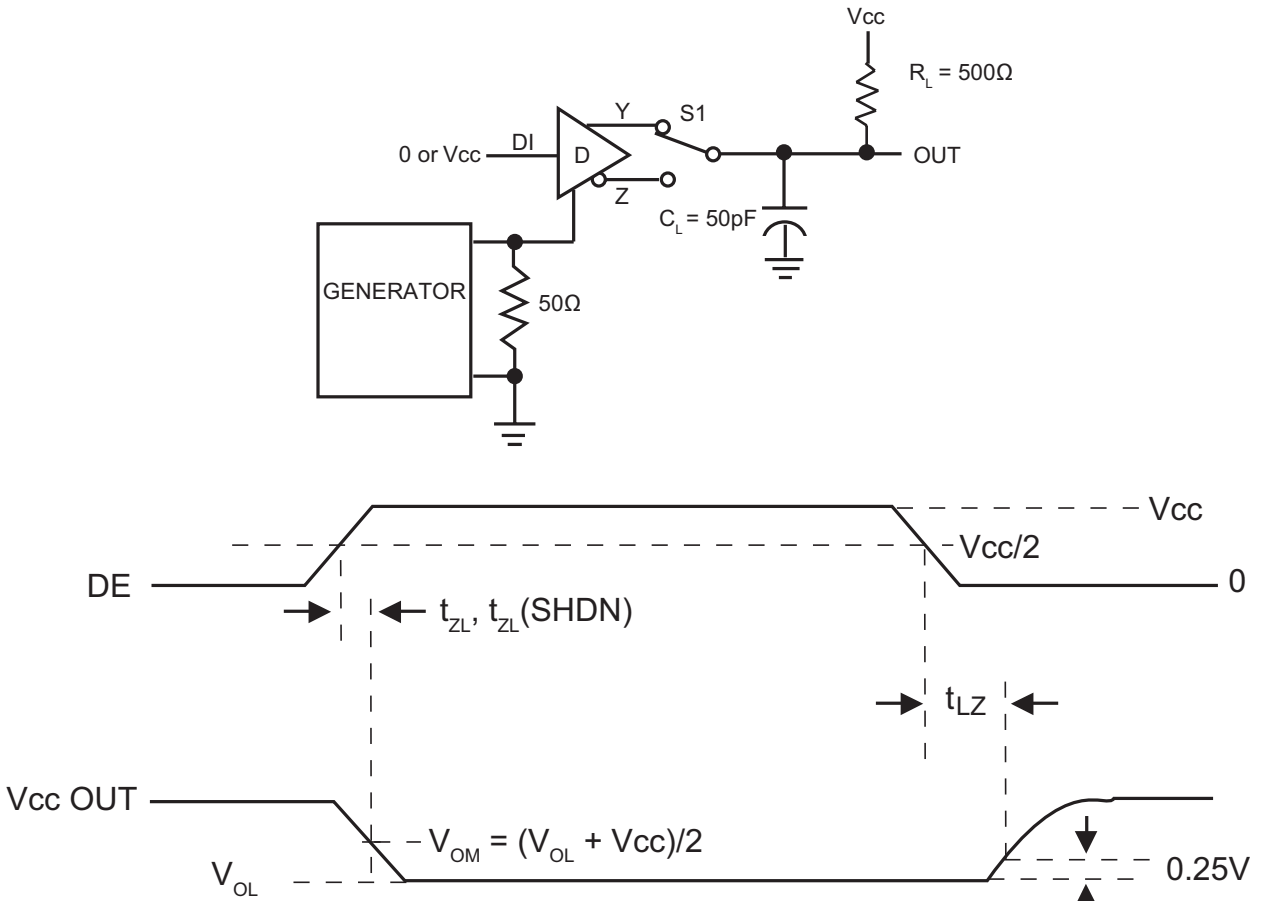 Vcc
R_L = 500Ω
Y
S1
0 or Vcc
DI
D
OUT
Z
C_L = 50pF
GENERATOR
50Ω
Vcc
Vcc/2
DE
0
t_ZL, t_ZL(SHDN)
t_LZ
Vcc OUT
V_OM = (V_OL + Vcc)/2
V_OL
0.25V